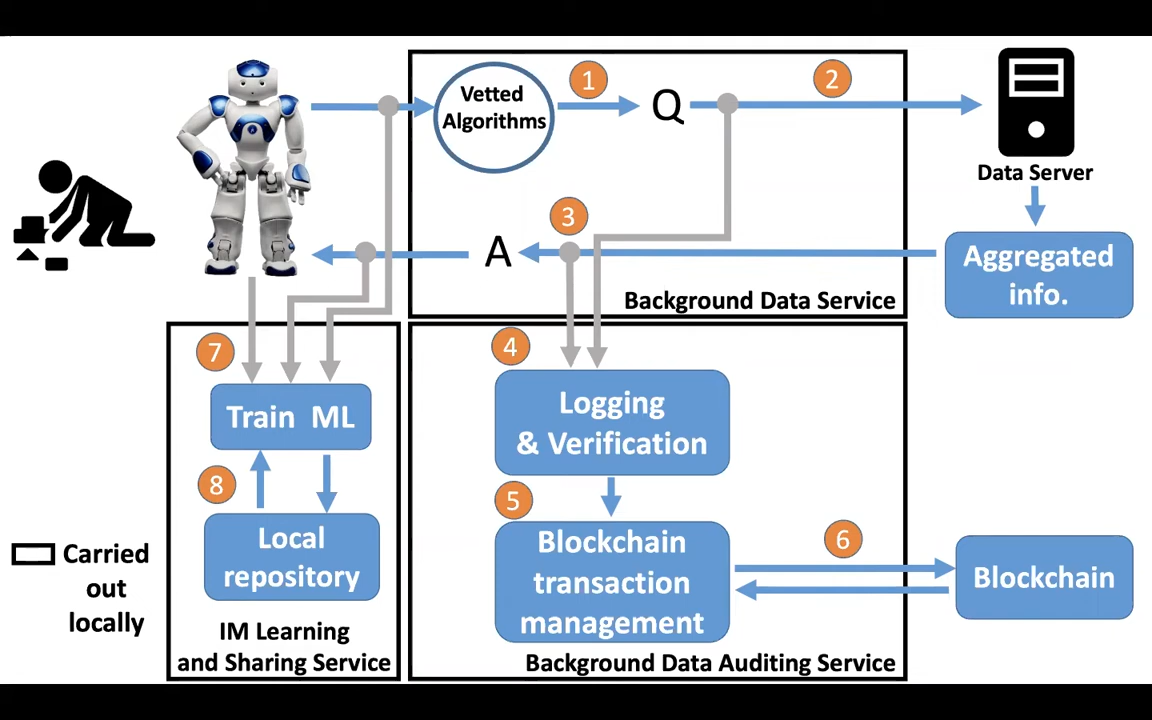 Vetted
Algorithms
1
Q
2
Data Server
3
A
Aggregated
info.
Background Data Service
7
4
Train ML
Logging
& Verification
8
5
Local
repository
Blockchain
transaction
management
6
Blockchain
Carried
out
locally
IM Learning
and Sharing Service
Background Data Auditing Service